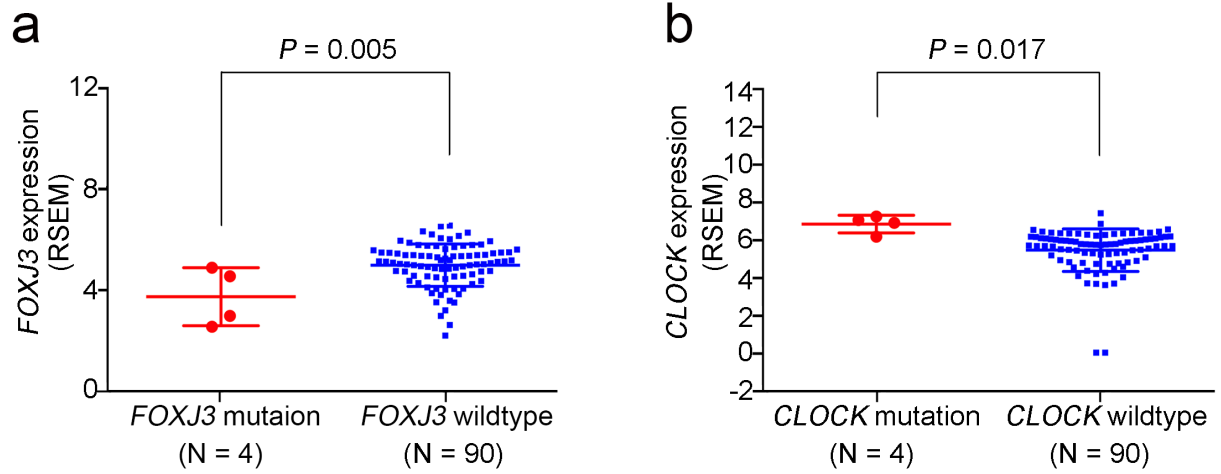 a
P = 0.005
FOXJ3 expression
(RSEM)
12
8
4
0
FOXJ3 mutaion
(N = 4)
FOXJ3 wildtype
(N = 90)
b
P = 0.017
CLOCK expression
(RSEM)
14
12
10
8
6
4
2
0
-2
CLOCK mutation
(N = 4)
CLOCK wildtype
(N = 90)